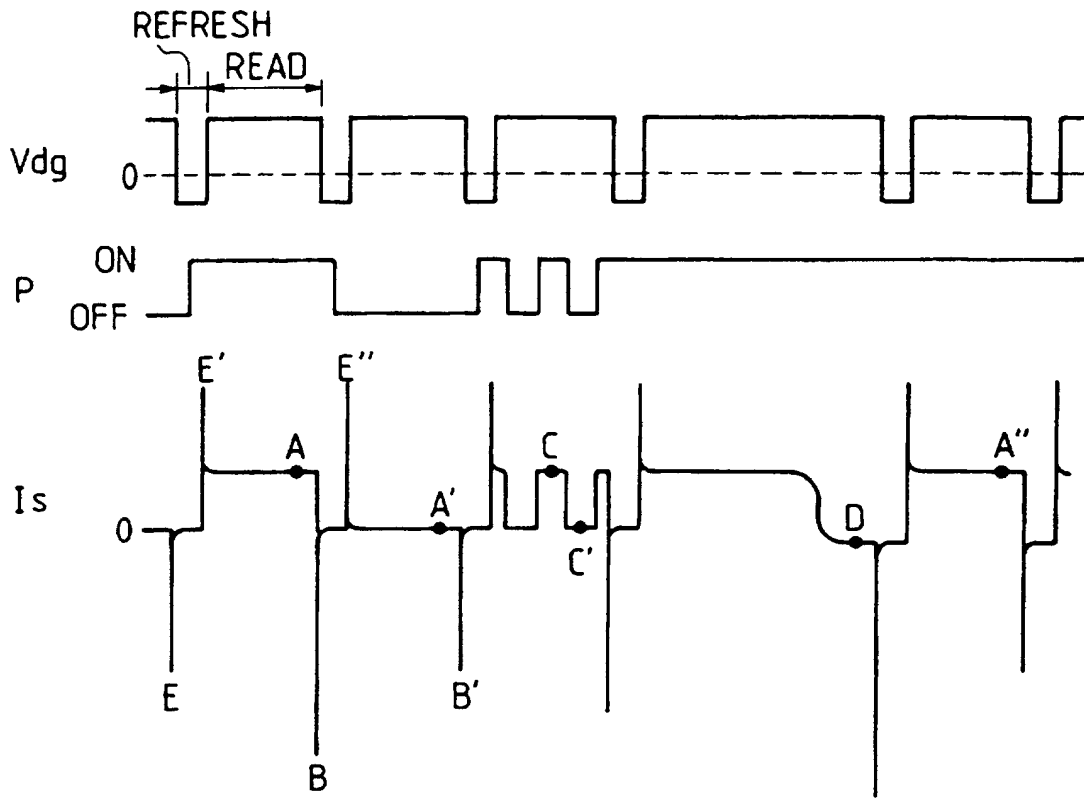 REFRESH
READ
Vdg
0
ON
P
OFF
E' E''
A C A''
Is
0 A' D
C'
E B'
B